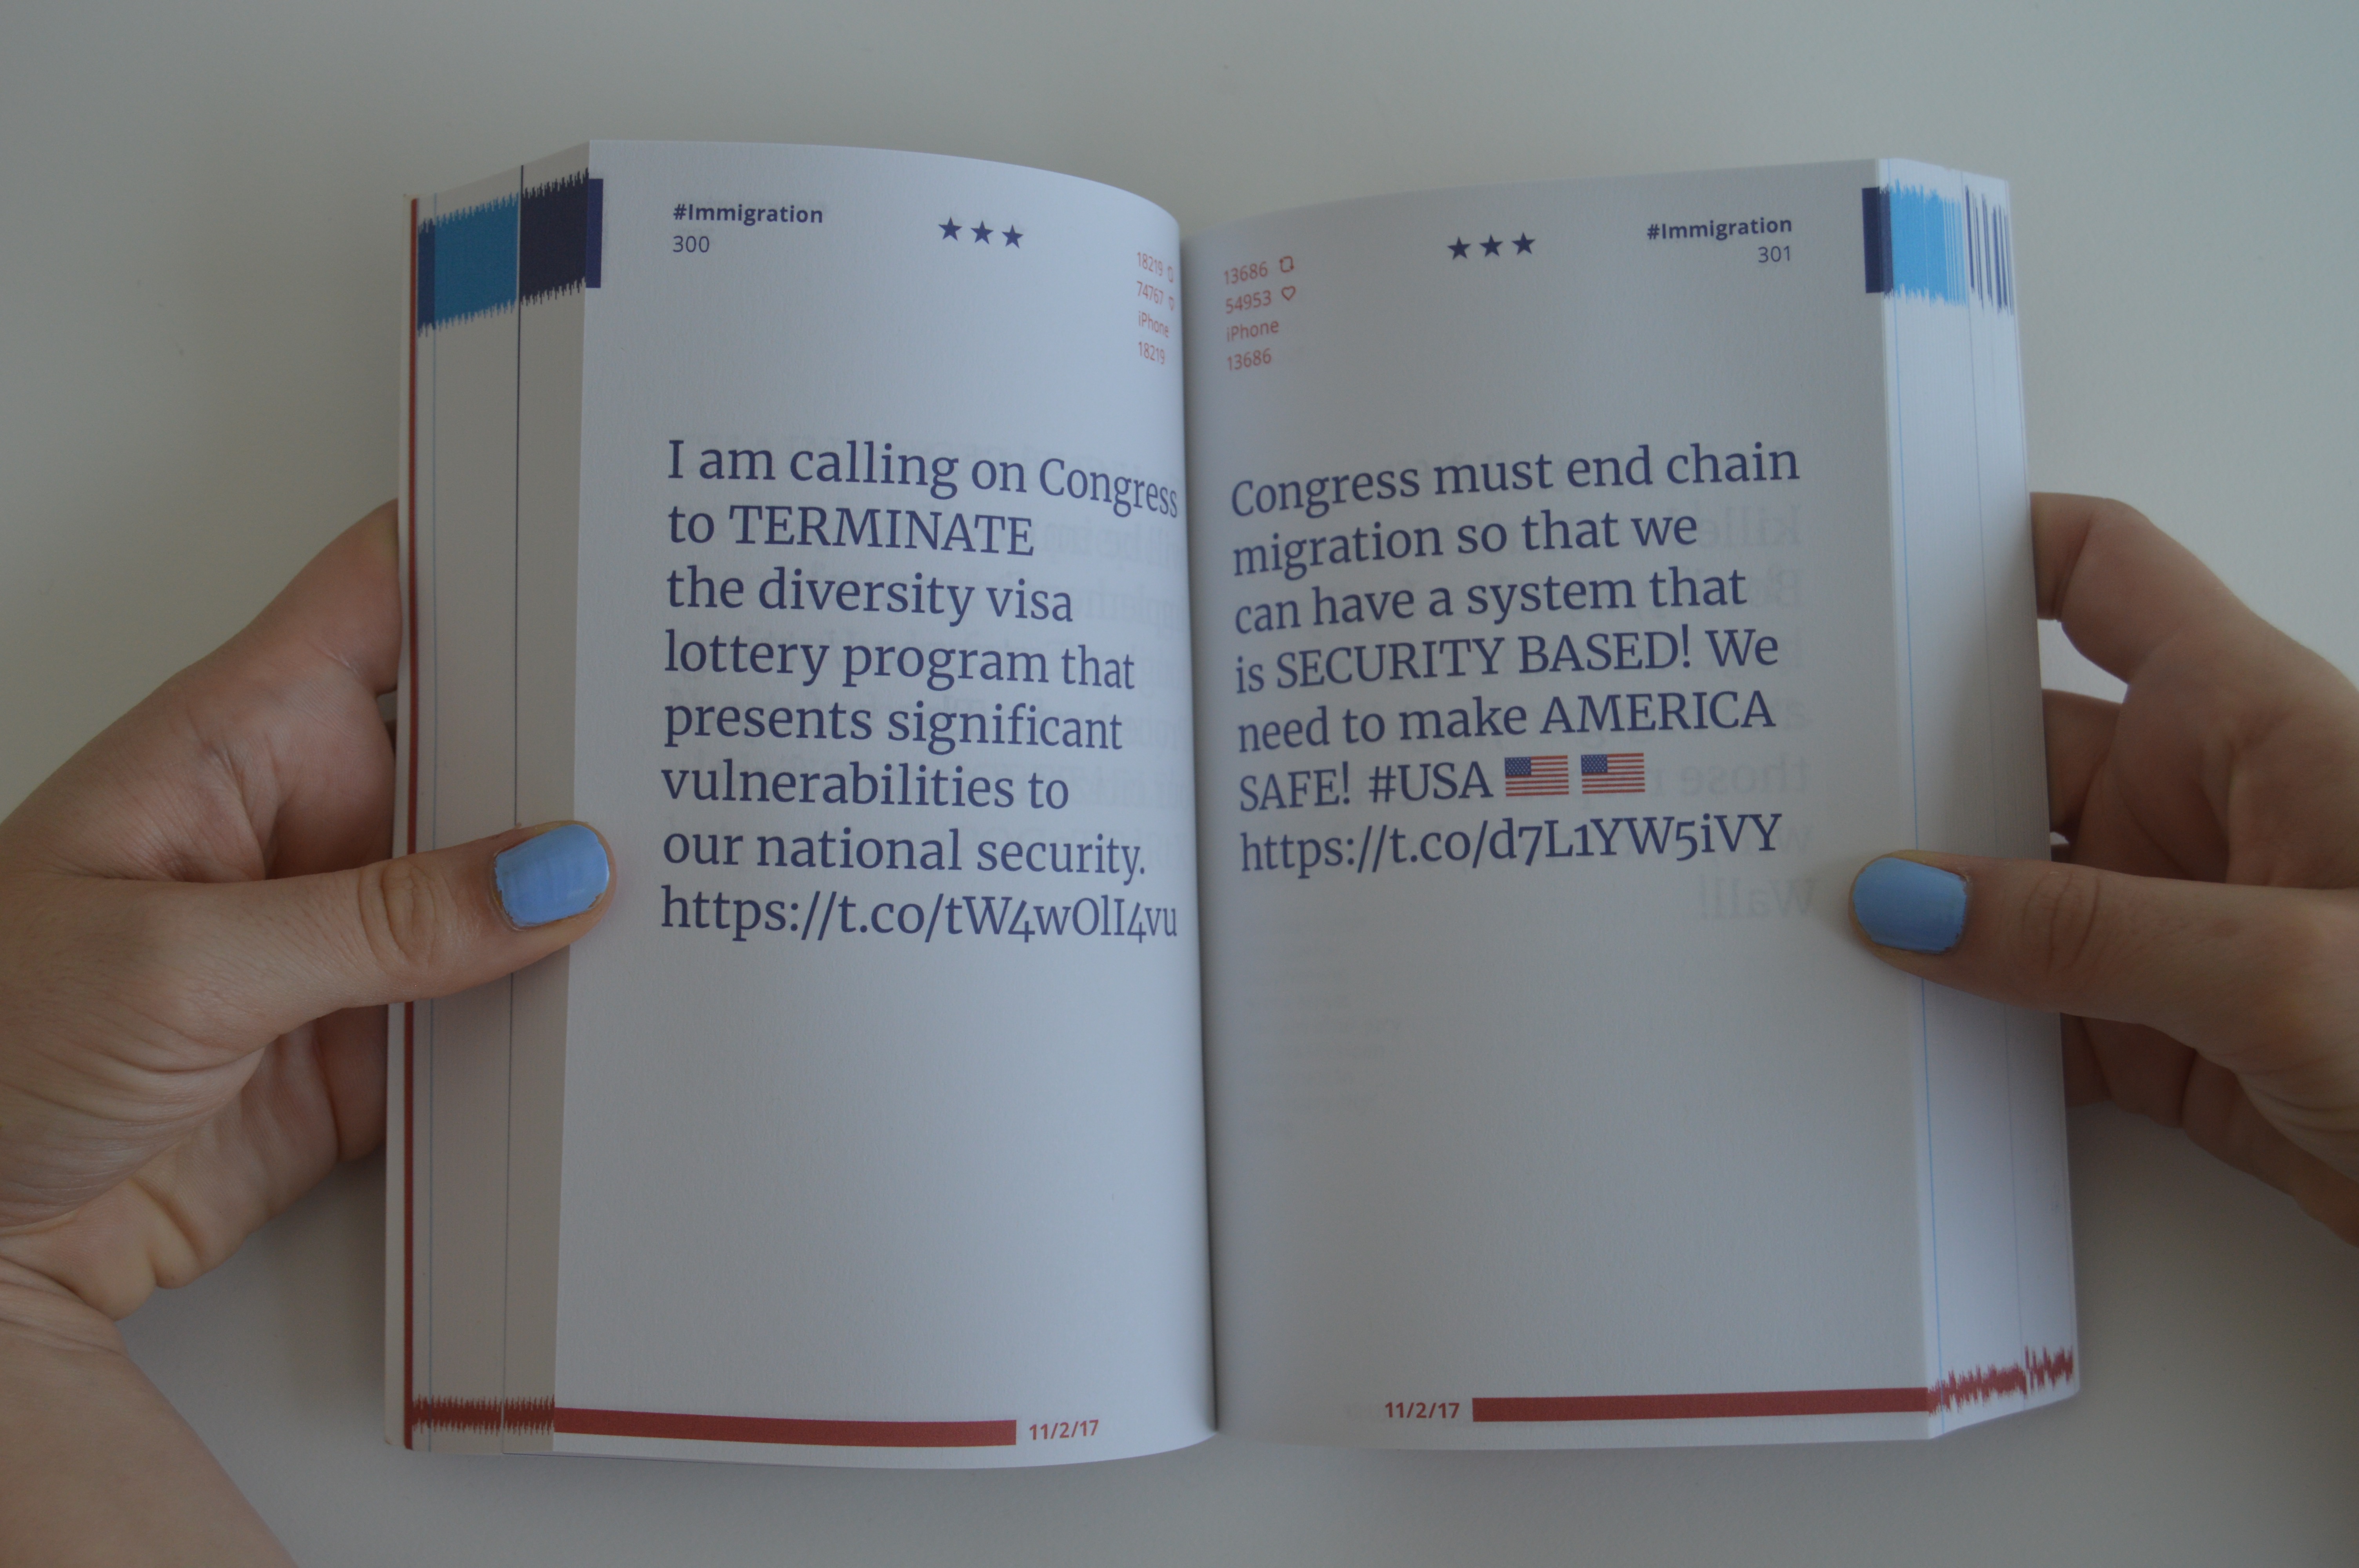 #Immigration
300
★★★
18219
74767
iPhone
18219
I am calling on Congress
to TERMINATE
the diversity visa
lottery program that
presents significant
vulnerabilities to
our national security.
https://t.co/tW4wOlI4vu
11/2/17
★★★
#Immigration
301
13686
54953
iPhone
13686
Congress must end chain
migration so that we
can have a system that
is SECURITY BASED! We
need to make AMERICA
SAFE! #USA 🇺🇸 🇺🇸
https://t.co/d7L1YW5iVY
11/2/17